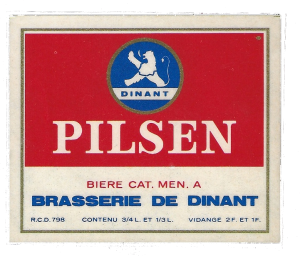 DINANT
PILSEN
BIERE CAT. MEN. A
BRASSERIE DE DINANT
R.C.D. 798 CONTENU 3/4 L. ET 1/3 L. VIDANGE 2 F. ET 1 F.